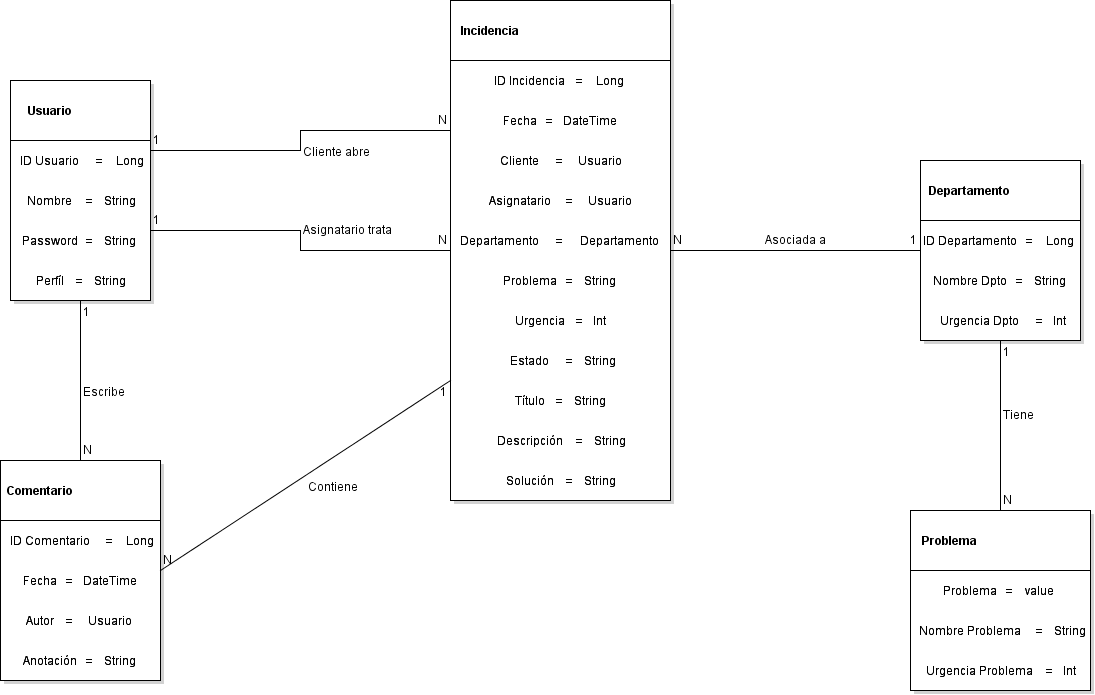 Incidencia
ID Incidencia = Long
Fecha = DateTime
Cliente = Usuario
Asignatario = Usuario
Departamento = Departamento
Problema = String
Urgencia = Int
Estado = String
Título = String
Descripción = String
Solución = String
Usuario
ID Usuario = Long
Nombre = String
Password = String
Perfíl = String
1
N
Cliente abre
1
N
Asignatario trata
N
1
Asociada a
Departamento
ID Departamento = Long
Nombre Dpto = String
Urgencia Dpto = Int
1
Escribe
N
1
Contiene
N
1
Tiene
N
Comentario
ID Comentario = Long
Fecha = DateTime
Autor = Usuario
Anotación = String
Problema
Problema = value
Nombre Problema = String
Urgencia Problema = Int